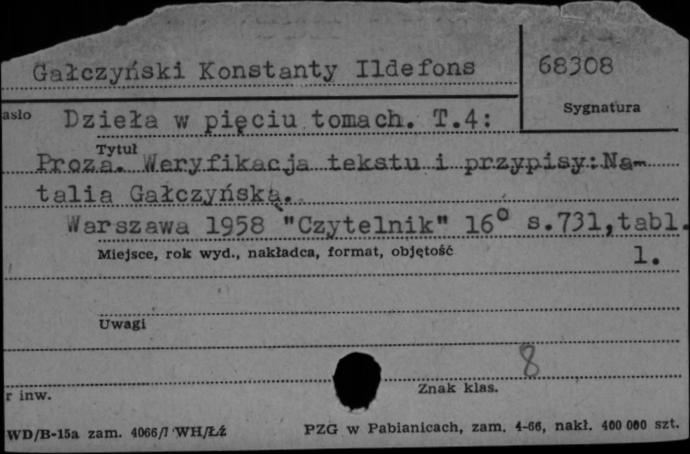 Gałczyński Konstanty Ildefons
68308
Sygnatura
asło
Dzieła w pięciu tomach. T.4:
Tytuł
Proza. Weryfikacja tekstu i przypisy: Na-
talia Gałczyńska.
Warszawa 1958 "Czytelnik" 16° s.731,tabl.
Miejsce, rok wyd., nakładca, format, objętość
1.
Uwagi
8
r inw.
Znak klas.
WD/B-15a zam. 4066/7 WH/Łź
PZG w Pabianicach, zam. 4-66, nakł. 400 000 szt.